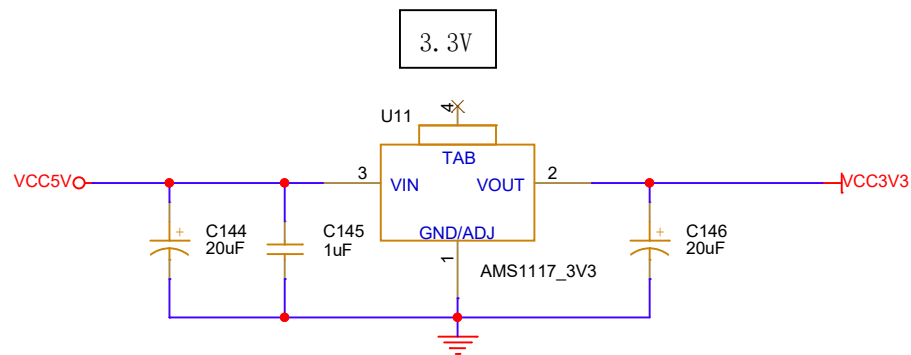 3.3V
U11
4
TAB
VCC5V
3
VIN
VOUT
2
VCC3V3
C144
20uF
C145
1uF
GND/ADJ
1
AMS1117_3V3
C146
20uF